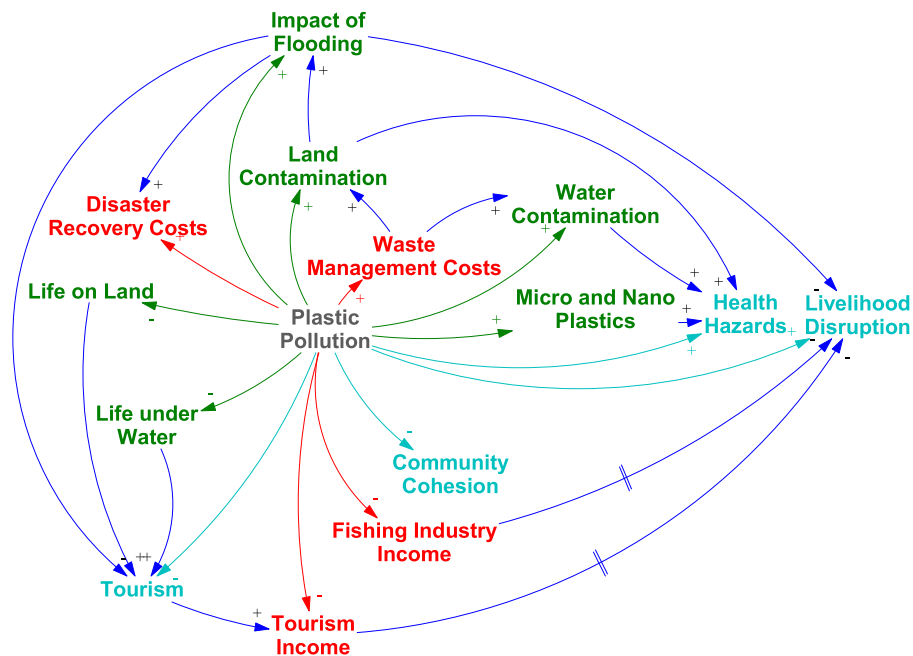 Impact of
Flooding
+
+
Land
Contamination
+
Disaster
Recovery Costs
+
+
+
Water
Contamination
+
+
Waste
Management Costs
+
+
+
Life on Land
-
Plastic
Pollution
+
Micro and Nano
Plastics
+
Health
Hazards
+
-
Livelihood
Disruption
+
-
-
Life under
Water
-
Community
Cohesion
-
Fishing Industry
Income
-
Tourism
-
++
-
+
Tourism
Income
-